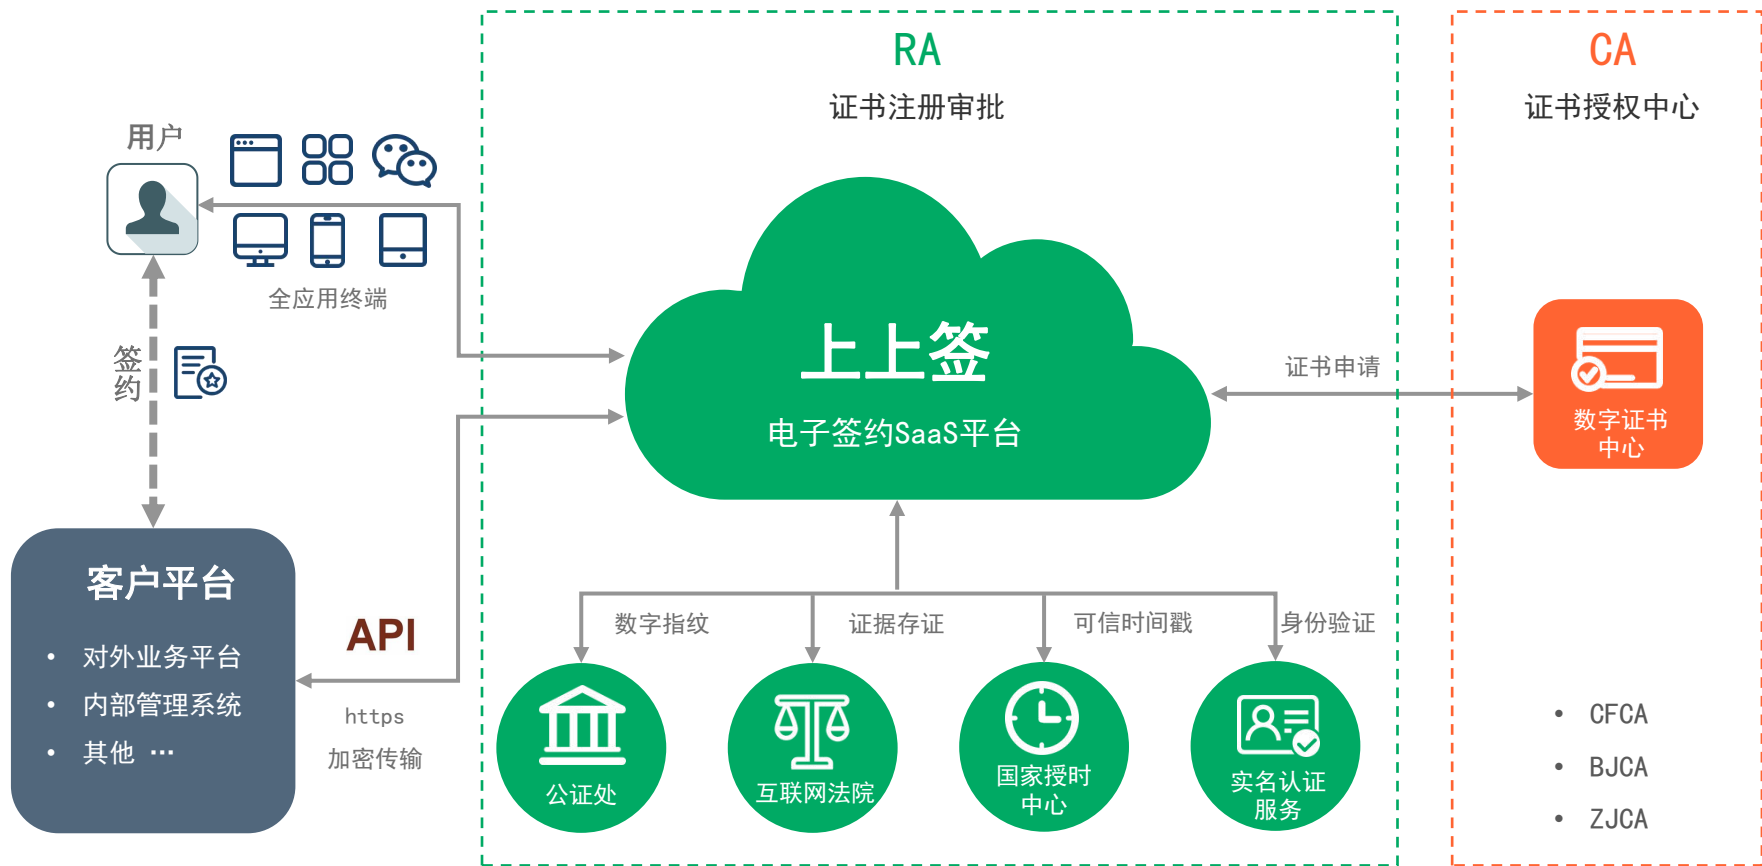 RA
证书注册审批
CA
证书授权中心
用户
全应用终端
签约
上上签
电子签约SaaS平台
证书申请
数字证书
中心
客户平台
• 对外业务平台
• 内部管理系统
• 其他 …
API
https
加密传输
数字指纹
证据存证
可信时间戳
身份验证
公证处
互联网法院
国家授时
中心
实名认证
服务
• CFCA
• BJCA
• ZJCA